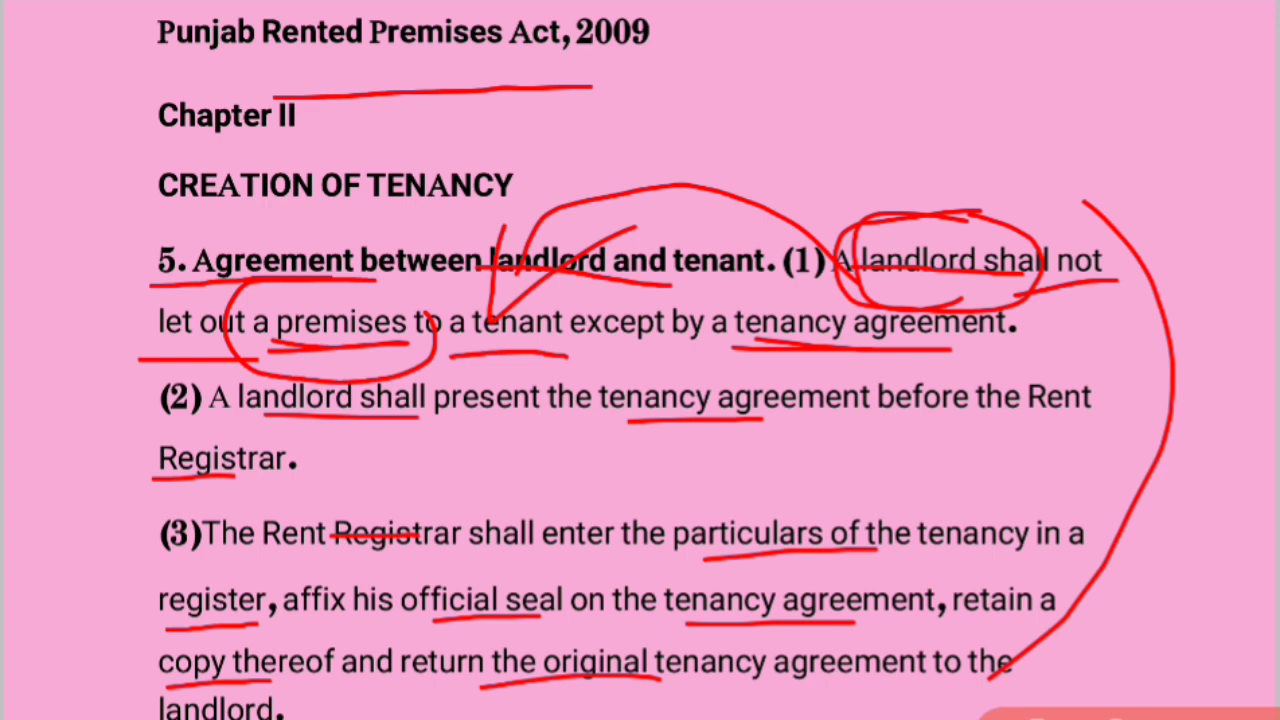 Punjab Rented Premises Act, 2009
Chapter II
CREATION OF TENANCY
5. Agreement between landlord and tenant. (1) A landlord shall not
let out a premises to a tenant except by a tenancy agreement.
(2) A landlord shall present the tenancy agreement before the Rent
Registrar.
(3)The Rent Registrar shall enter the particulars of the tenancy in a
register, affix his official seal on the tenancy agreement, retain a
copy thereof and return the original tenancy agreement to the
landlord.